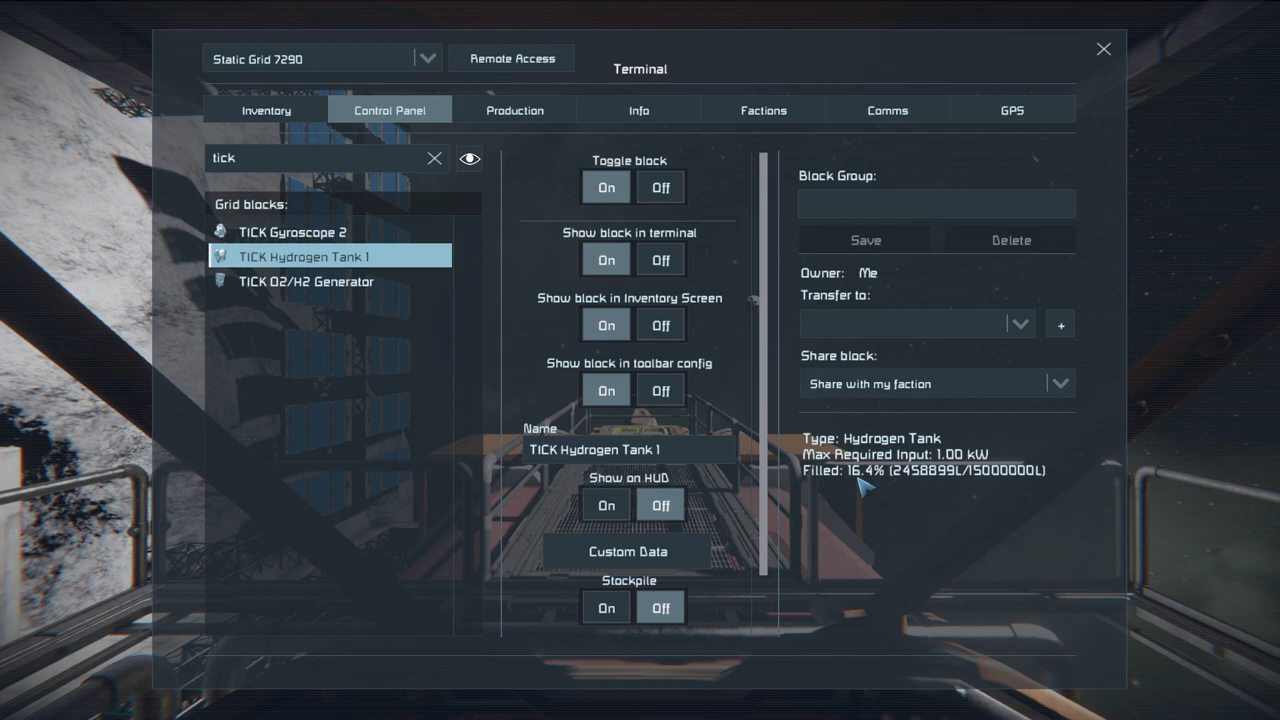 Static Grid 7290
Remote Access
Terminal
Inventory
Control Panel
Production
Info
Factions
Comms
GPS
tick
Grid blocks:
TICK Gyroscope 2
TICK Hydrogen Tank 1
TICK O2/H2 Generator
Toggle block
On Off
Show block in terminal
On Off
Show block in Inventory Screen
On Off
Show block in toolbar config
On Off
Name
TICK Hydrogen Tank 1
Show on HUD
On Off
Custom Data
Stockpile
On Off
Block Group:
Save Delete
Owner: Me
Transfer to:
+
Share block:
Share with my faction
Type: Hydrogen Tank
Max Required Input: 1.00 kW
Filled: 16.4% (2458899L/15000000L)